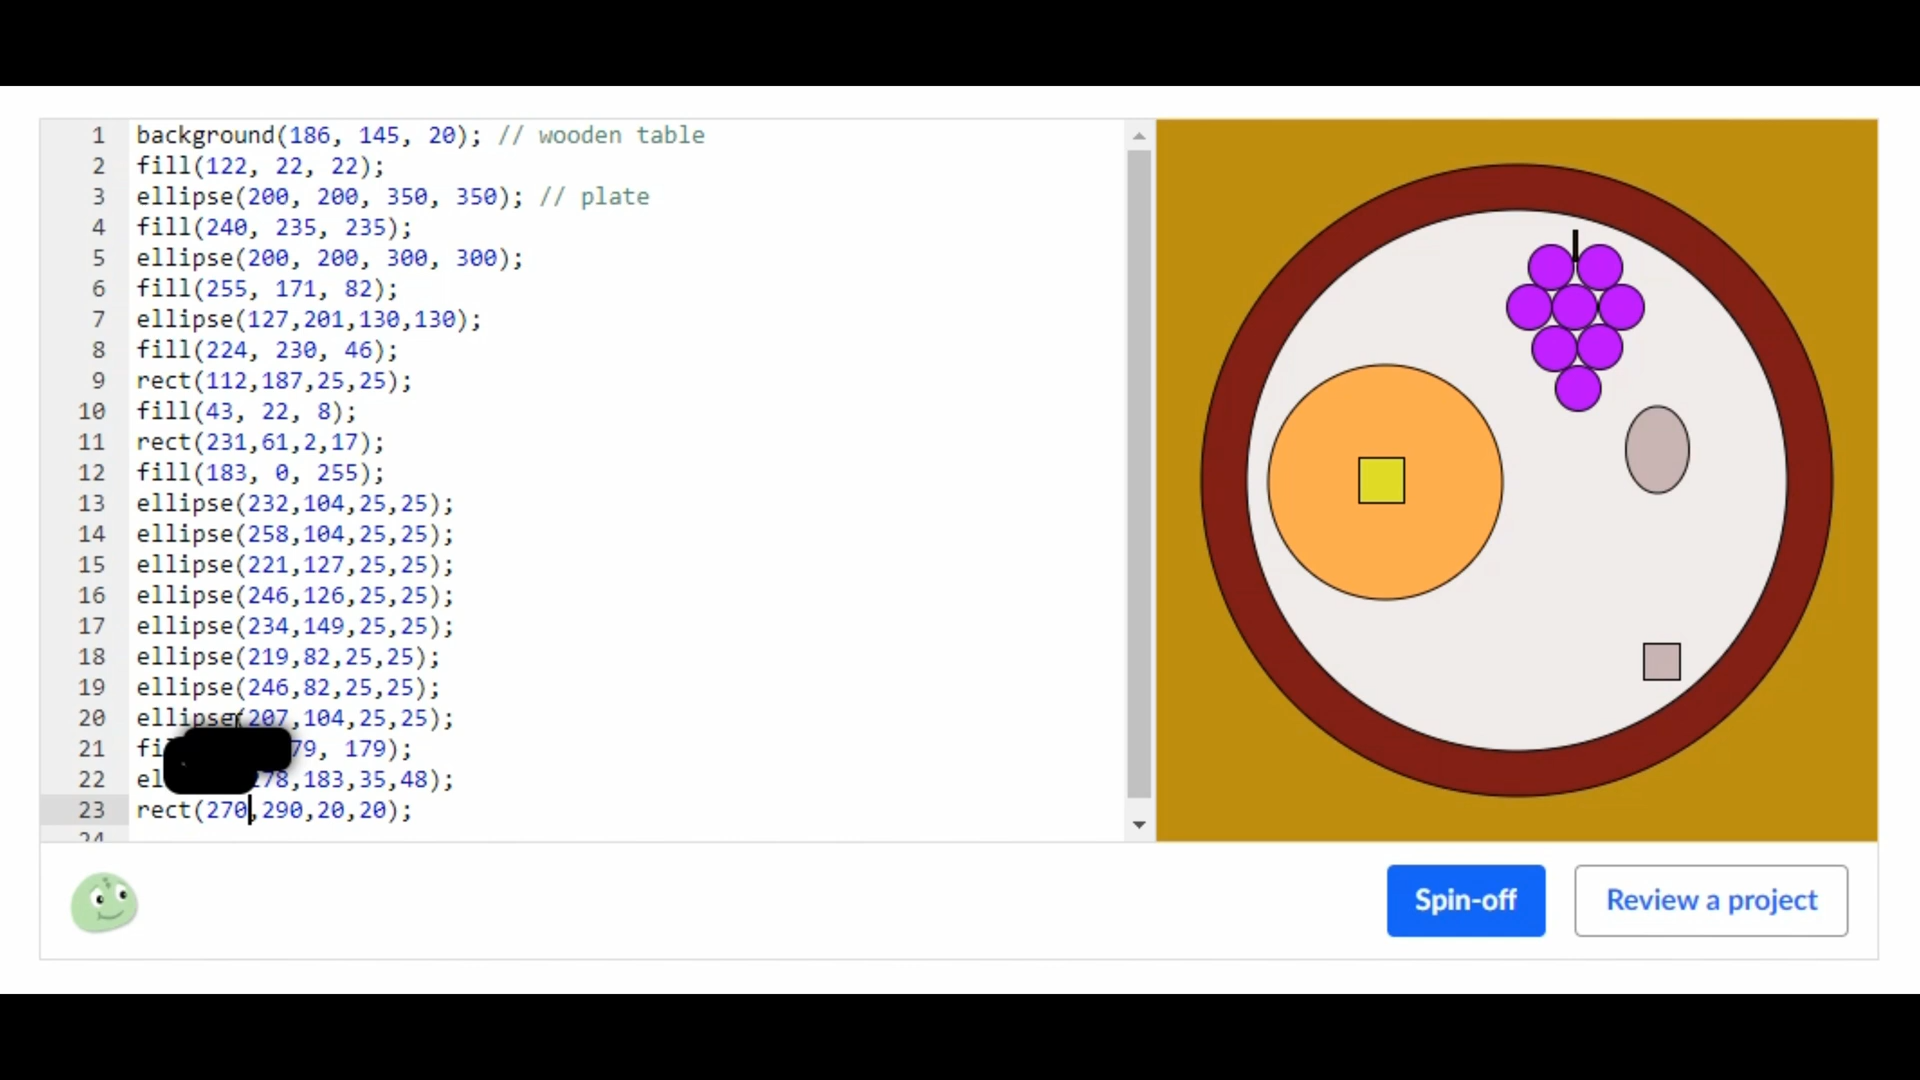 1 background(186, 145, 20); // wooden table
2 fill(122, 22, 22);
3 ellipse(200, 200, 350, 350); // plate
4 fill(240, 235, 235);
5 ellipse(200, 200, 300, 300);
6 fill(255, 171, 82);
7 ellipse(127,201,130,130);
8 fill(224, 230, 46);
9 rect(112,187,25,25);
10 fill(43, 22, 8);
11 rect(231,61,2,17);
12 fill(183, 0, 255);
13 ellipse(232,104,25,25);
14 ellipse(258,104,25,25);
15 ellipse(221,127,25,25);
16 ellipse(246,126,25,25);
17 ellipse(234,149,25,25);
18 ellipse(219,82,25,25);
19 ellipse(246,82,25,25);
20 ellipse(207,104,25,25);
21 fi 79, 179);
22 el 278,183,35,48);
23 rect(270,290,20,20);
24
Spin-off
Review a project